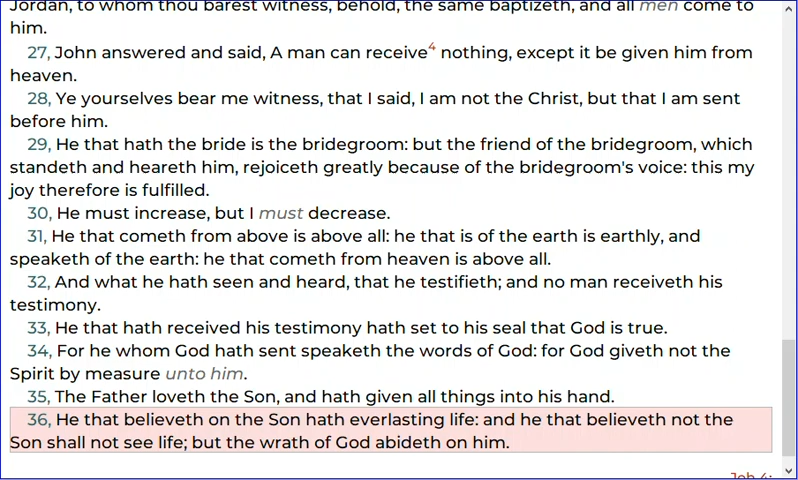 Jordan, to whom thou barest witness, behold, the same baptizeth, and all men come to
him.
27, John answered and said, A man can receive4 nothing, except it be given him from
heaven.
28, Ye yourselves bear me witness, that I said, I am not the Christ, but that I am sent
before him.
29, He that hath the bride is the bridegroom: but the friend of the bridegroom, which
standeth and heareth him, rejoiceth greatly because of the bridegroom's voice: this my
joy therefore is fulfilled.
30, He must increase, but I must decrease.
31, He that cometh from above is above all: he that is of the earth is earthly, and
speaketh of the earth: he that cometh from heaven is above all.
32, And what he hath seen and heard, that he testifieth; and no man receiveth his
testimony.
33, He that hath received his testimony hath set to his seal that God is true.
34, For he whom God hath sent speaketh the words of God: for God giveth not the
Spirit by measure unto him.
35, The Father loveth the Son, and hath given all things into his hand.
36, He that believeth on the Son hath everlasting life: and he that believeth not the
Son shall not see life; but the wrath of God abideth on him.
Joh 4: